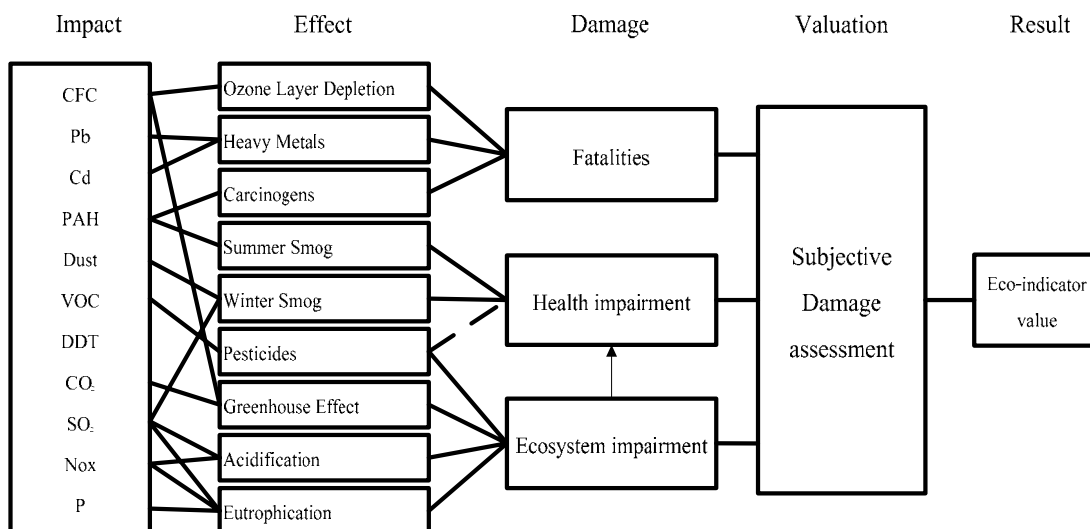 Impact
Effect
Damage
Valuation
Result
CFC
Pb
Cd
PAH
Dust
VOC
DDT
CO₂
SO₂
Nox
P
Ozone Layer Depletion
Heavy Metals
Carcinogens
Summer Smog
Winter Smog
Pesticides
Greenhouse Effect
Acidification
Eutrophication
Fatalities
Health impairment
Ecosystem impairment
Subjective
Damage
assessment
Eco-indicator
value